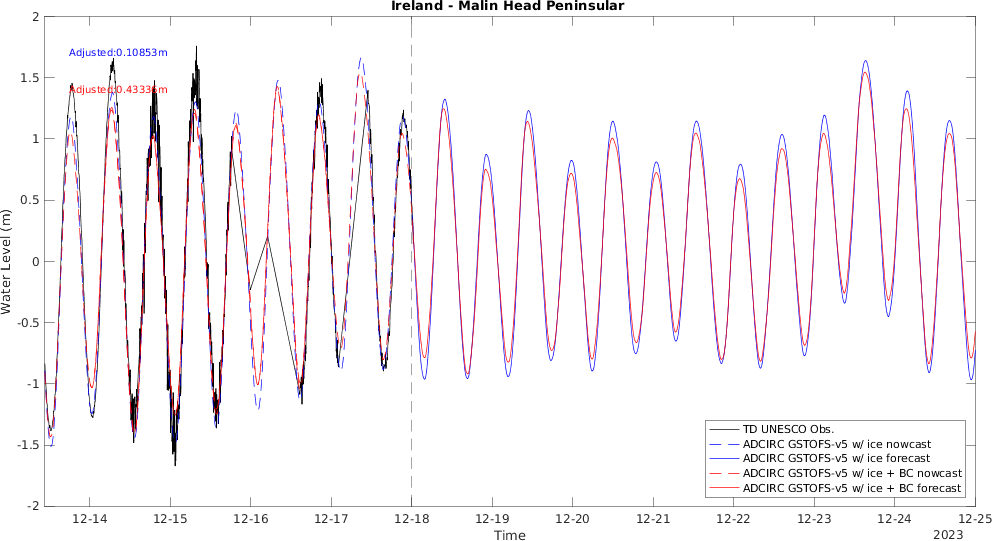 Ireland - Malin Head Peninsular
Adjusted:0.10853m
Adjusted:0.43336m
2
1.5
1
0.5
0
-0.5
-1
-1.5
-2
Water Level (m)
TD UNESCO Obs.
ADCIRC GSTOFS-v5 w/ ice nowcast
ADCIRC GSTOFS-v5 w/ ice forecast
ADCIRC GSTOFS-v5 w/ ice + BC nowcast
ADCIRC GSTOFS-v5 w/ ice + BC forecast
12-14 12-15 12-16 12-17 12-18 12-19 12-20 12-21 12-22 12-23 12-24 12-25
Time
2023